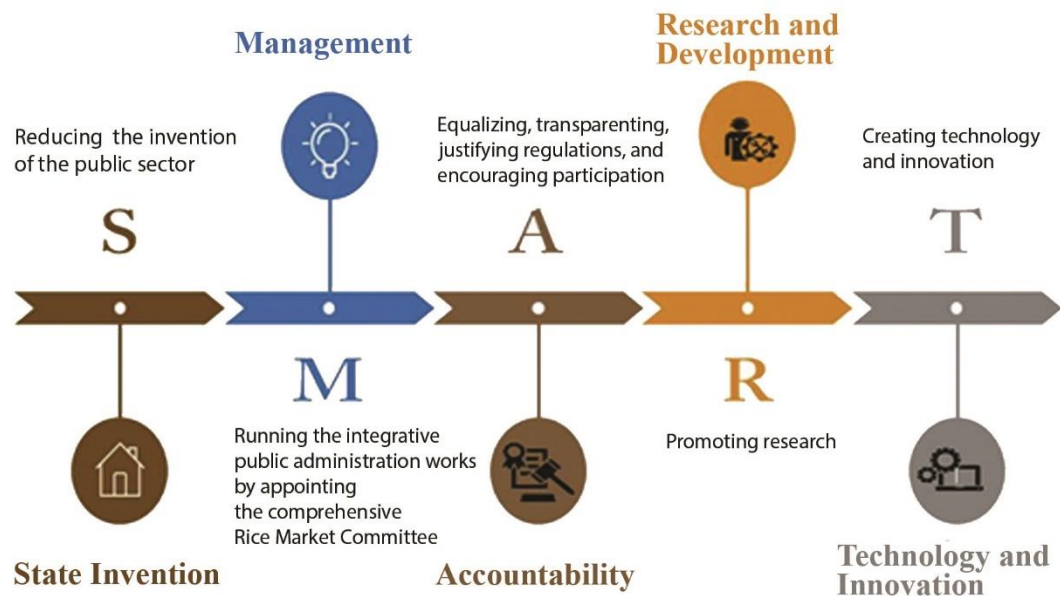 Management
Research and
Development
Reducing the invention
of the public sector
Equalizing, transparenting,
justifying regulations, and
encouraging participation
Creating technology
and innovation
S
A
T
M
R
Running the integrative
public administration works
by appointing
the comprehensive
Rice Market Committee
Promoting research
State Invention
Accountability
Technology and
Innovation